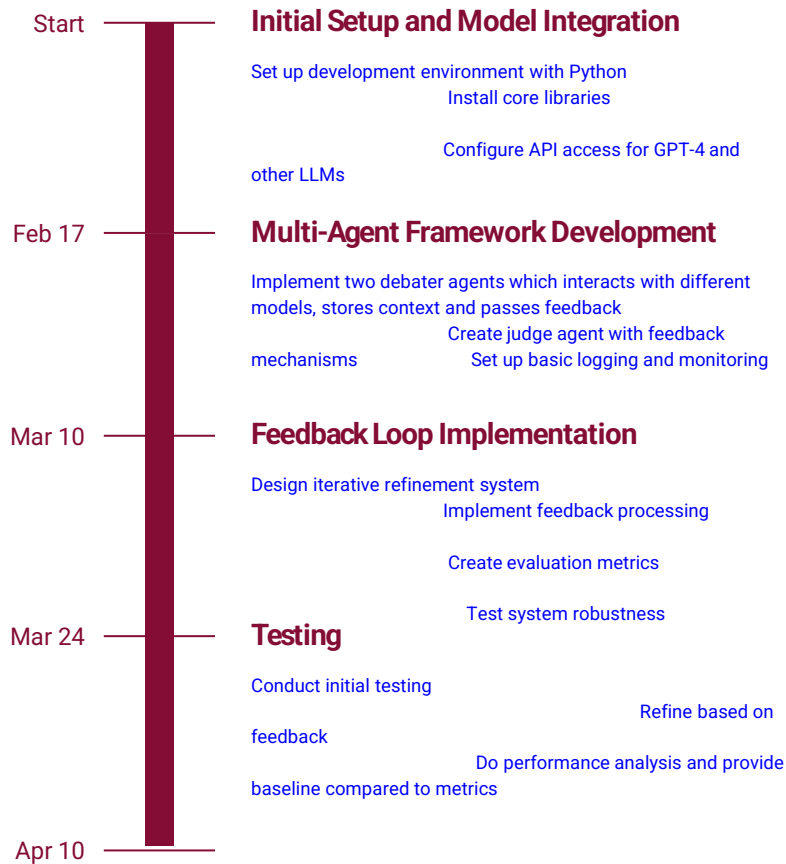 Start
Initial Setup and Model Integration
Set up development environment with Python
Install core libraries
Configure API access for GPT-4 and
other LLMs
Feb 17
Multi-Agent Framework Development
Implement two debater agents which interacts with different
models, stores context and passes feedback
Create judge agent with feedback
mechanisms Set up basic logging and monitoring
Mar 10
Feedback Loop Implementation
Design iterative refinement system
Implement feedback processing
Create evaluation metrics
Test system robustness
Mar 24
Testing
Conduct initial testing
Refine based on
feedback
Do performance analysis and provide
baseline compared to metrics
Apr 10